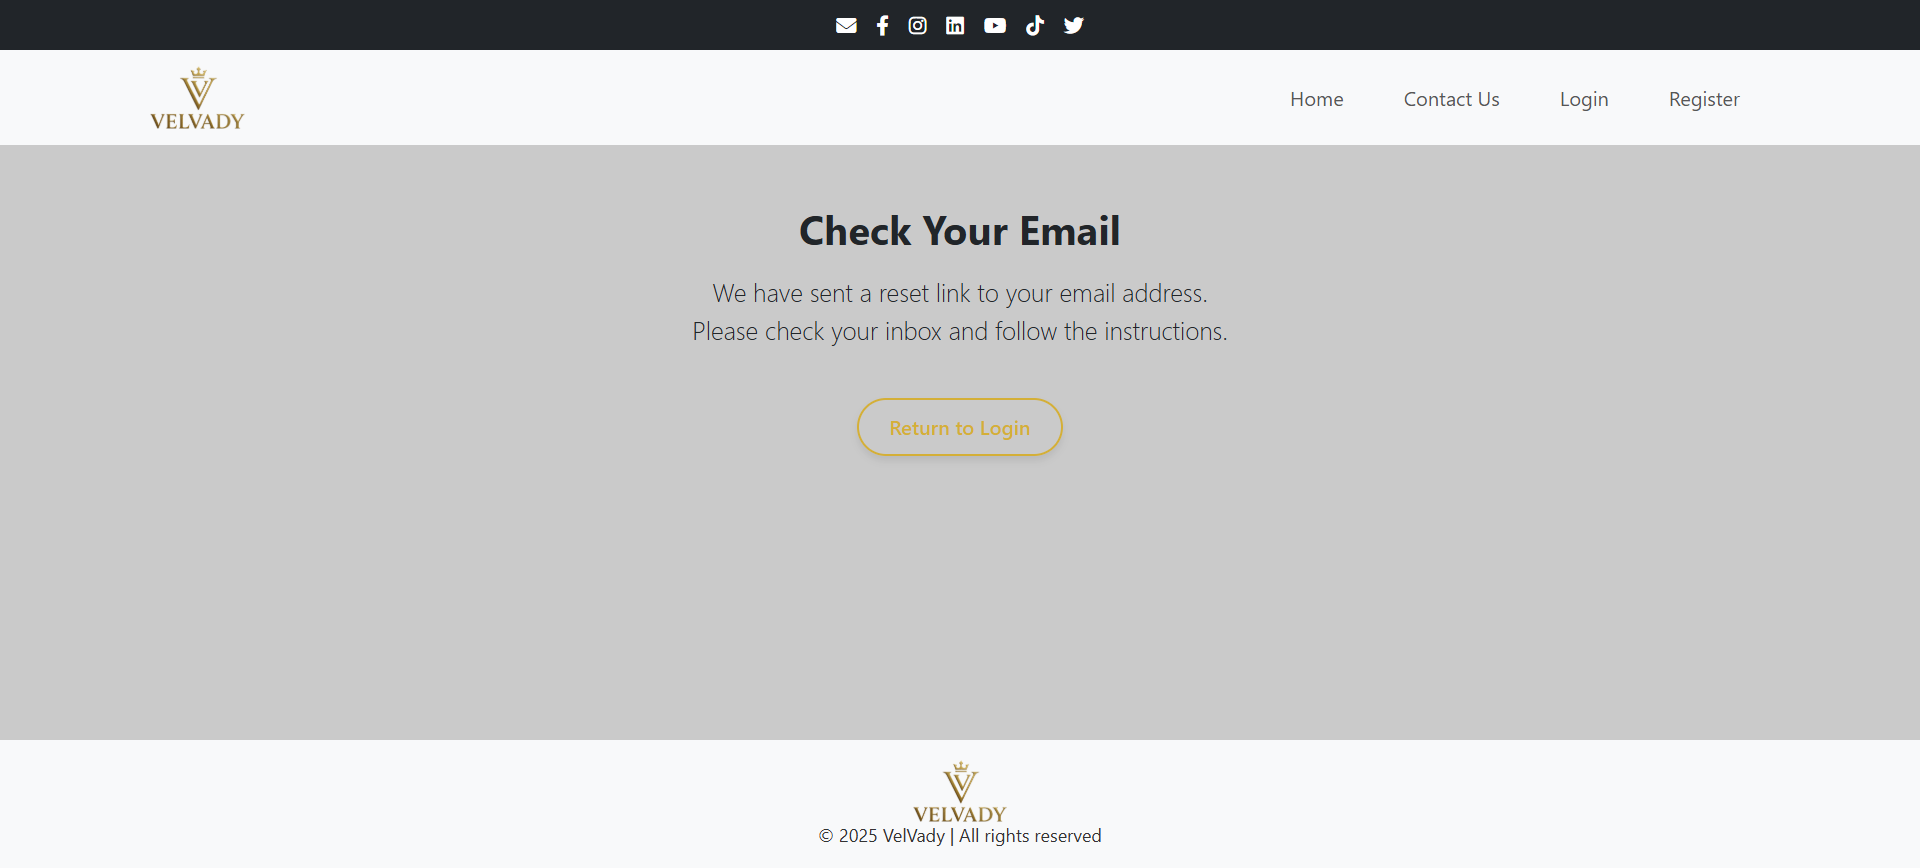 VELVADY
Home Contact Us Login Register
Check Your Email
We have sent a reset link to your email address.
Please check your inbox and follow the instructions.
Return to Login
VELVADY
© 2025 VelVady | All rights reserved